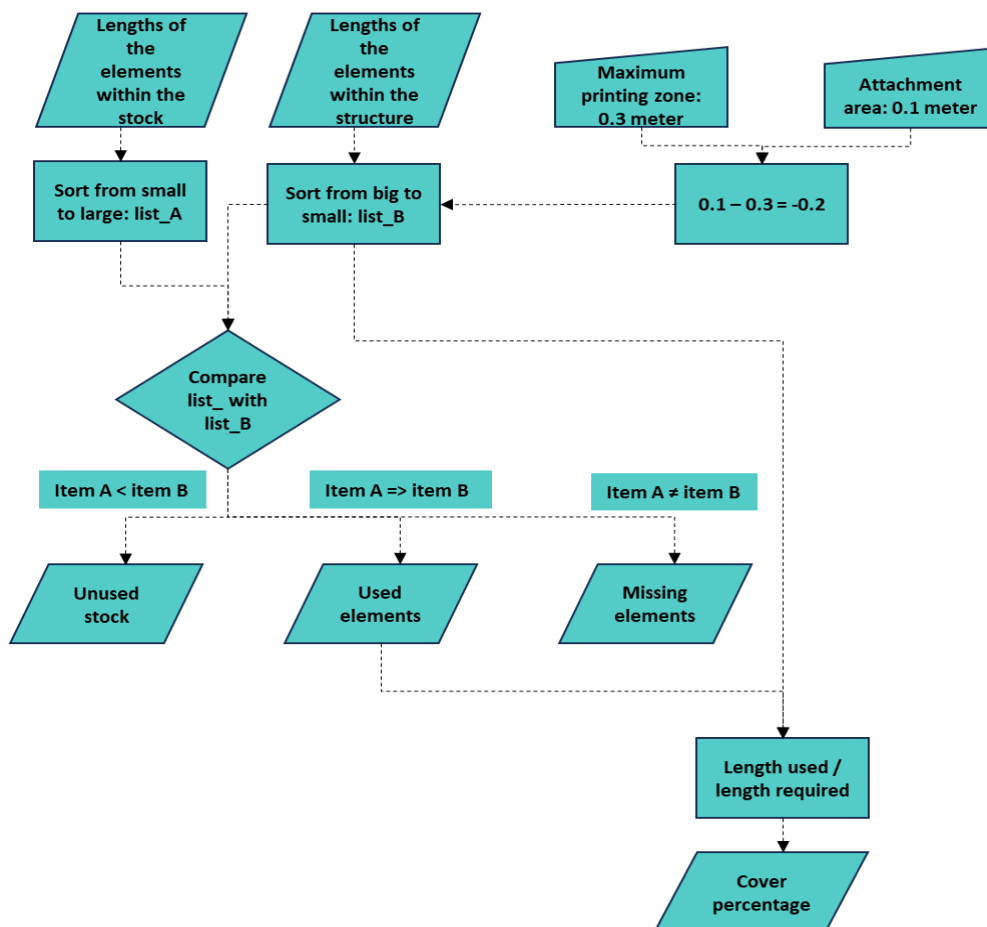 Lengths of
the
elements
within the
stock
Lengths of
the
elements
within the
structure
Maximum
printing zone:
0.3 meter
Attachment
area: 0.1 meter
Sort from small
to large: list_A
Sort from big to
small: list_B
0.1 – 0.3 = -0.2
Compare
list_ with
list_B
Item A < item B
Item A => item B
Item A ≠ item B
Unused
stock
Used
elements
Missing
elements
Length used /
length required
Cover
percentage